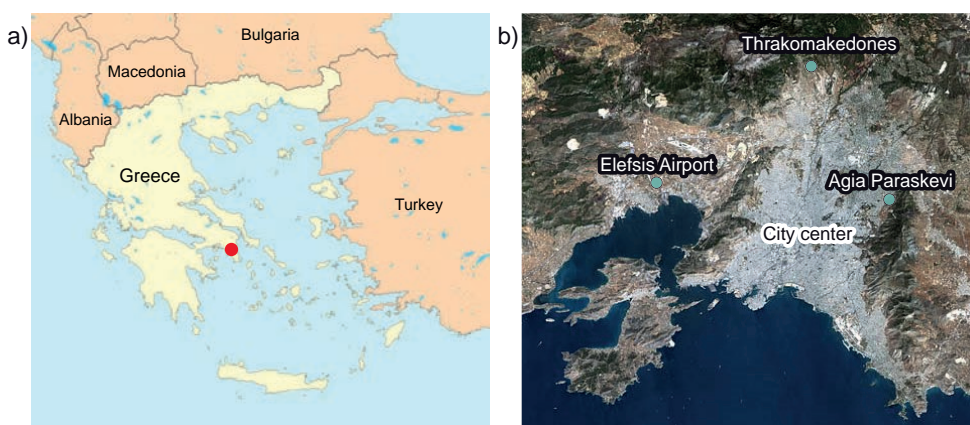 a)
Bulgaria
Macedonia
Albania
Greece
Turkey
b)
Thrakomakedones
Elefsis Airport
Agia Paraskevi
City center